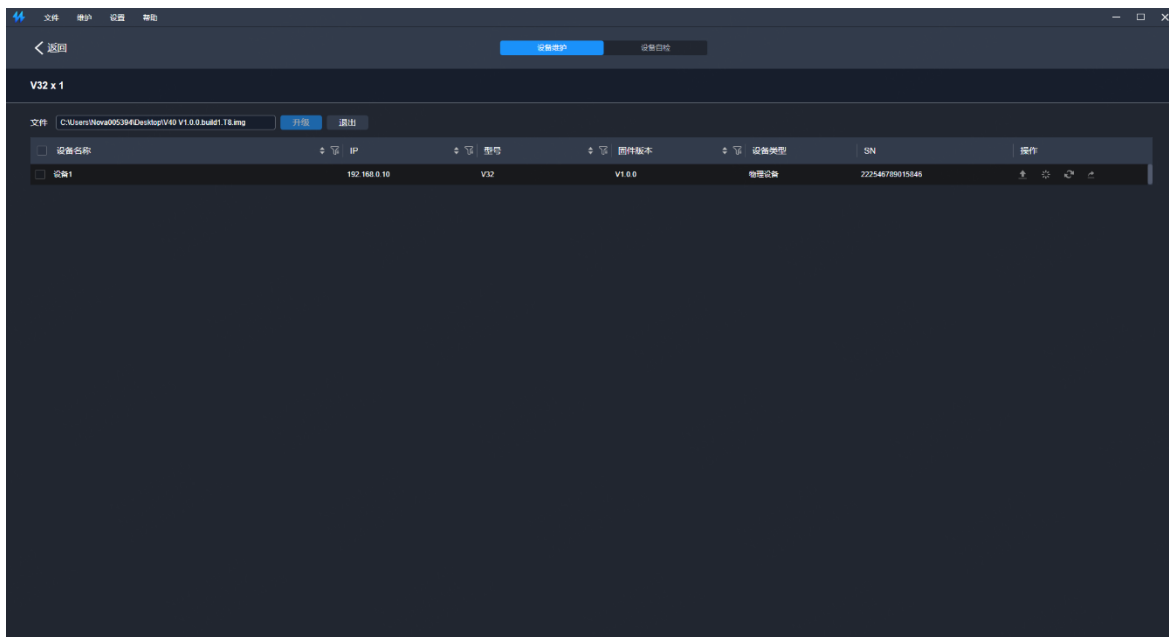 文件 维护 设置 帮助
返回 设备维护 设备自检
V32 x 1
文件 C:\Users\Nova005394\Desktop\V40 V1.0.0.build1.T8.img 升级 退出
设备名称 IP 型号 固件版本 设备类型 SN 操作
设备1 192.168.0.10 V32 V1.0.0 物理设备 222546789015846